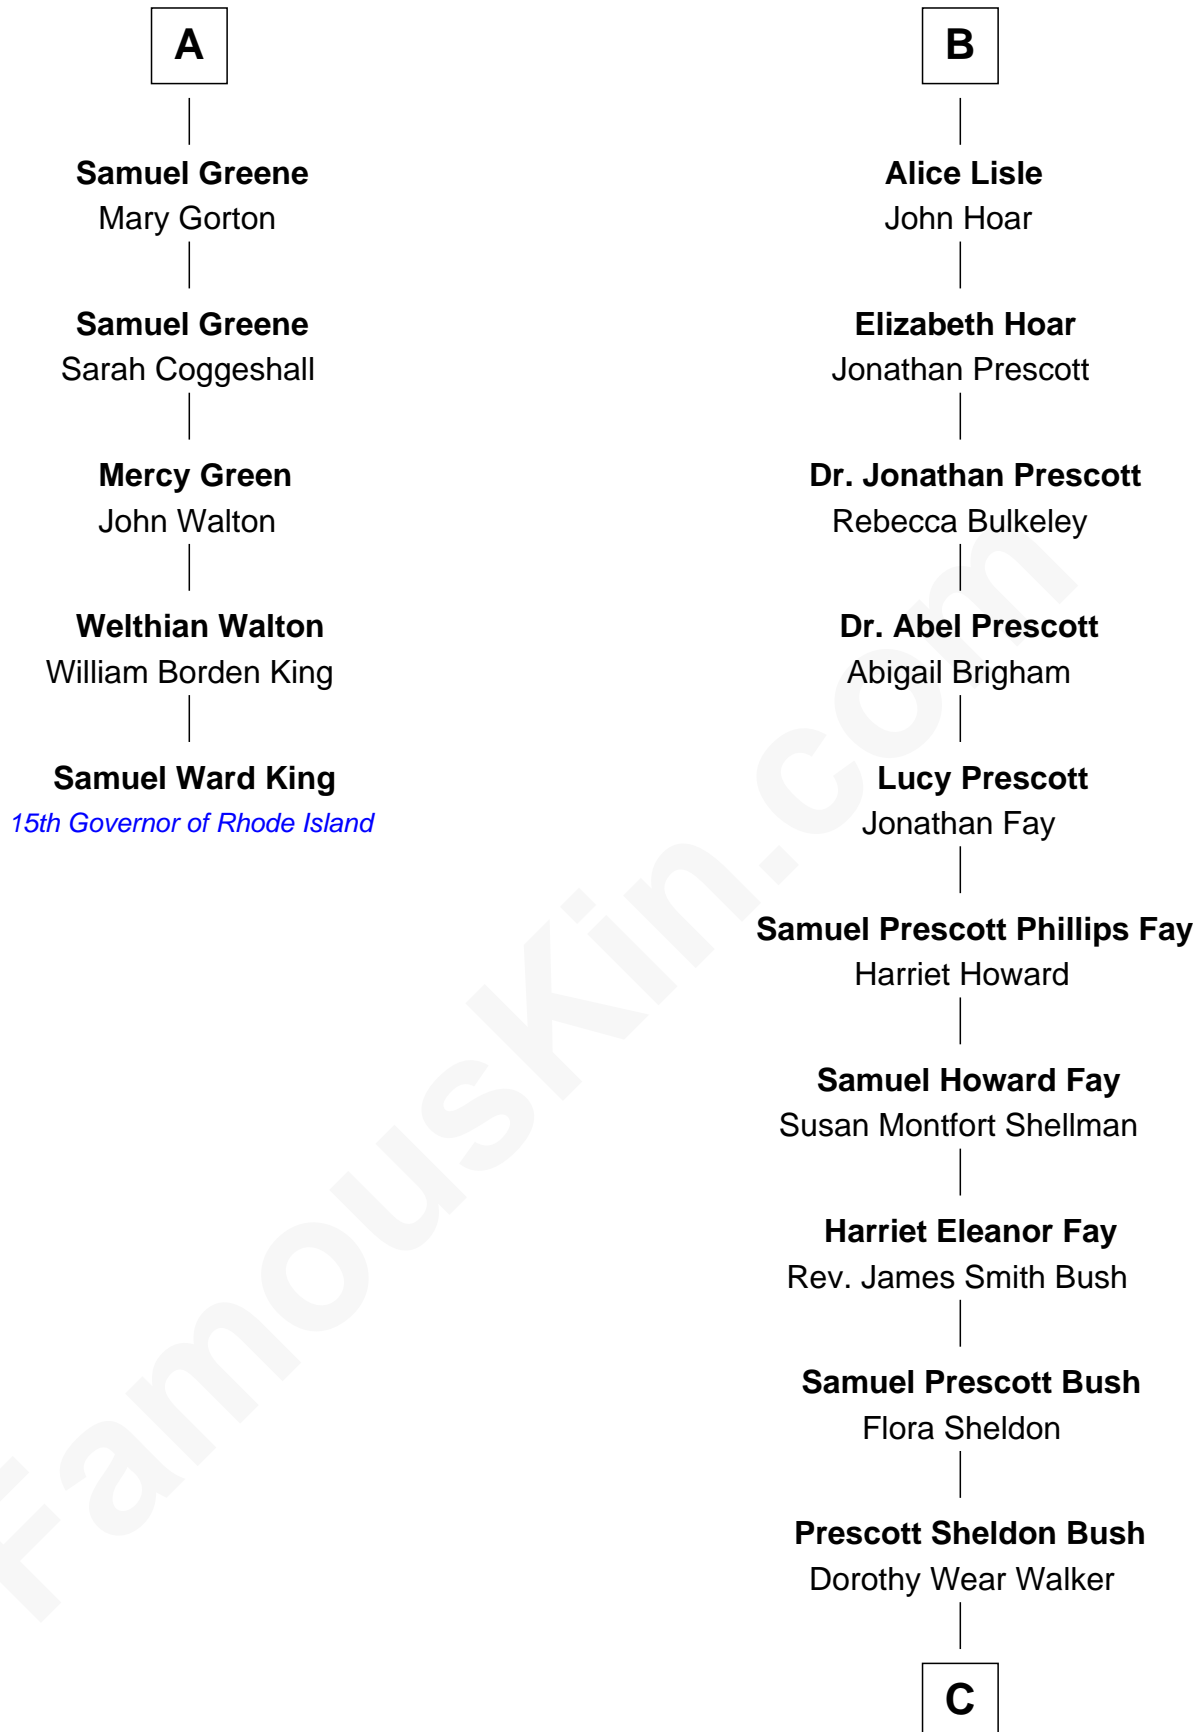 A
Samuel Greene
Mary Gorton
Samuel Greene
Sarah Coggeshall
Mercy Green
John Walton
Welthian Walton
William Borden King
Samuel Ward King
15th Governor of Rhode Island
B
Alice Lisle
John Hoar
Elizabeth Hoar
Jonathan Prescott
Dr. Jonathan Prescott
Rebecca Bulkeley
Dr. Abel Prescott
Abigail Brigham
Lucy Prescott
Jonathan Fay
Samuel Prescott Phillips Fay
Harriet Howard
Samuel Howard Fay
Susan Montfort Shellman
Harriet Eleanor Fay
Rev. James Smith Bush
Samuel Prescott Bush
Flora Sheldon
Prescott Sheldon Bush
Dorothy Wear Walker
C
FamousKin.com